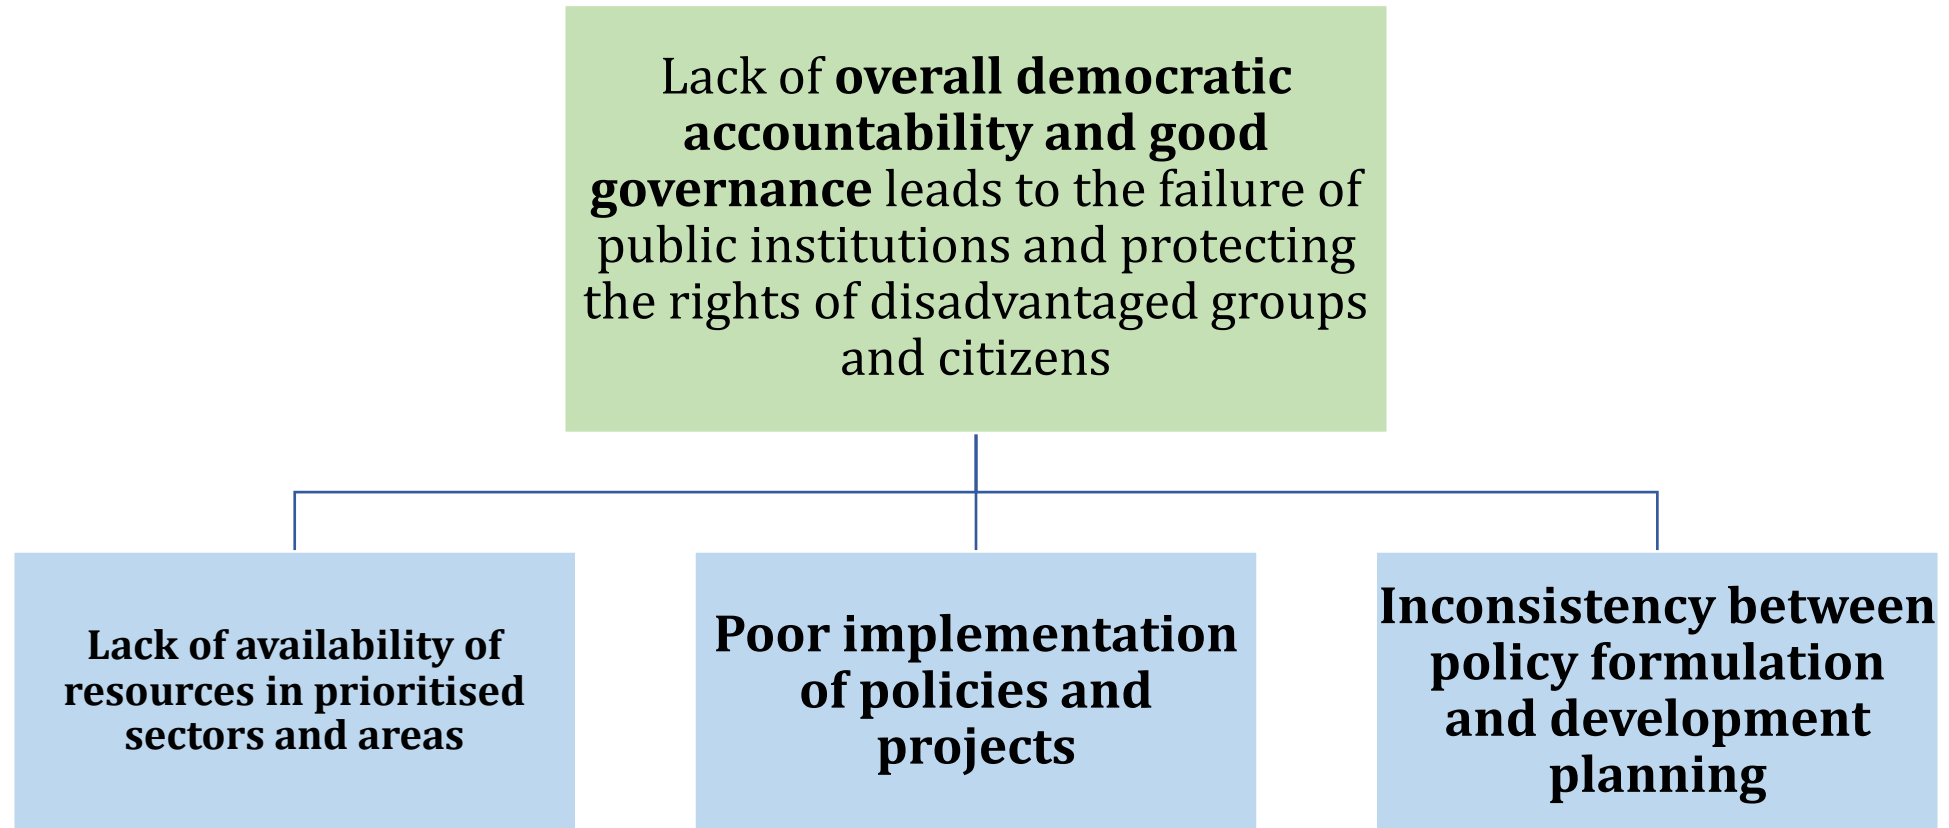 Lack of overall democratic
accountability and good
governance leads to the failure of
public institutions and protecting
the rights of disadvantaged groups
and citizens
Lack of availability of
resources in prioritised
sectors and areas
Poor implementation
of policies and
projects
Inconsistency between
policy formulation
and development
planning